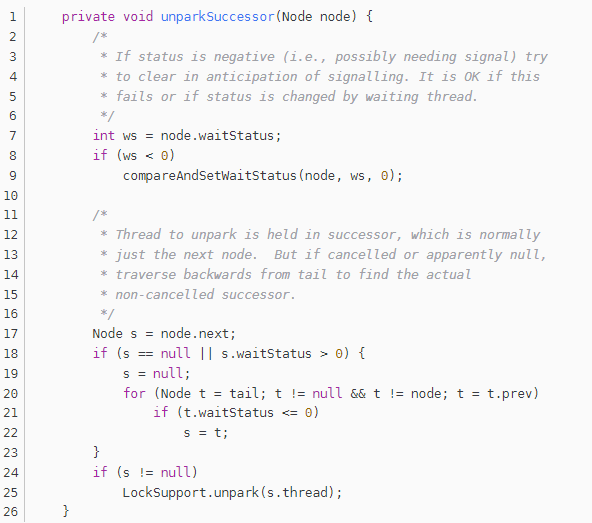 1 private void unparkSuccessor(Node node) {
2 /*
3 * If status is negative (i.e., possibly needing signal) try
4 * to clear in anticipation of signalling. It is OK if this
5 * fails or if status is changed by waiting thread.
6 */
7 int ws = node.waitStatus;
8 if (ws < 0)
9 compareAndSetWaitStatus(node, ws, 0);
10
11 /*
12 * Thread to unpark is held in successor, which is normally
13 * just the next node.  But if cancelled or apparently null,
14 * traverse backwards from tail to find the actual
15 * non-cancelled successor.
16 */
17 Node s = node.next;
18 if (s == null || s.waitStatus > 0) {
19 s = null;
20 for (Node t = tail; t != null && t != node; t = t.prev)
21 if (t.waitStatus <= 0)
22 s = t;
23 }
24 if (s != null)
25 LockSupport.unpark(s.thread);
26 }